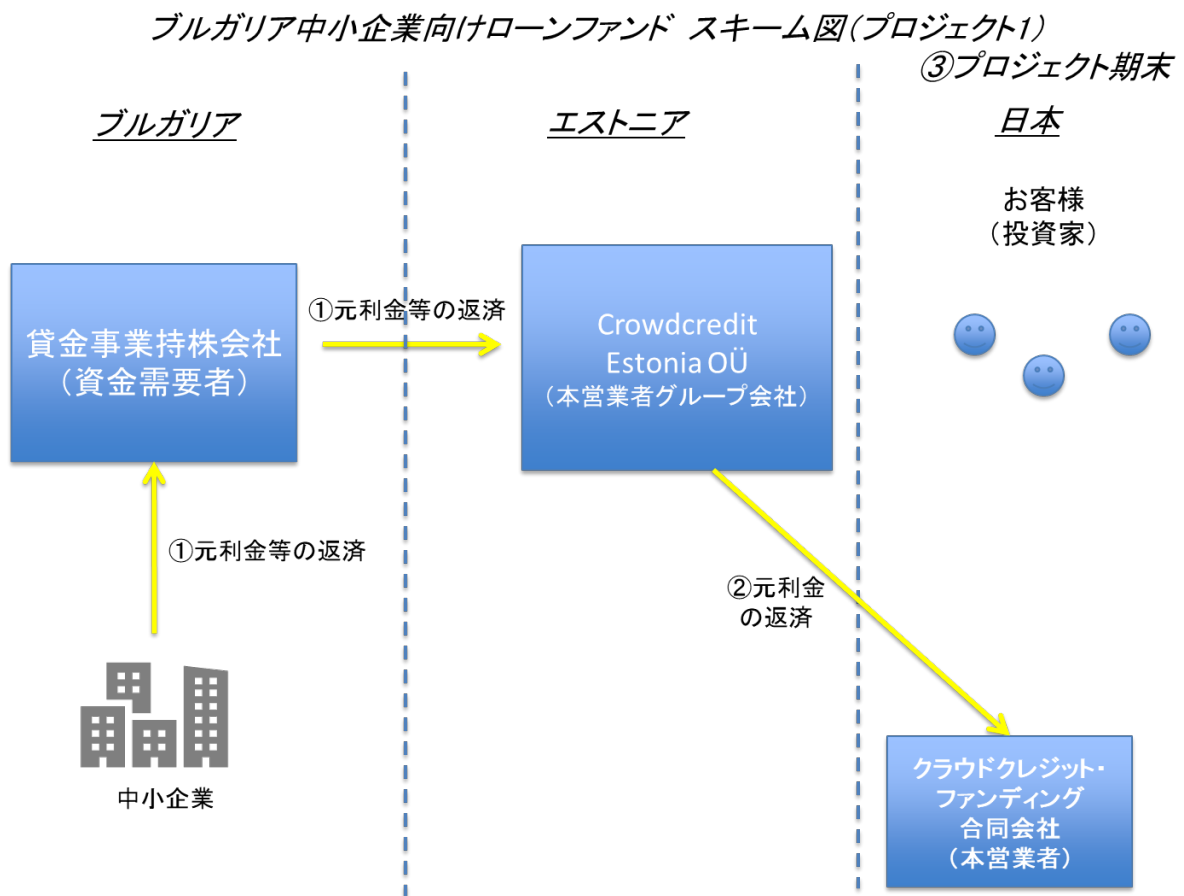 ブルガリア中小企業向けローンファンド スキーム図(プロジェクト1)
③プロジェクト期末
ブルガリア
エストニア
日本
お客様
(投資家)
貸金事業持株会社
(資金需要者)
①元利金等の返済
Crowdcredit
Estonia OÜ
(本営業者グループ会社)
①元利金等の返済
②元利金
の返済
中小企業
クラウドクレジット・
ファンディング
合同会社
(本営業者)